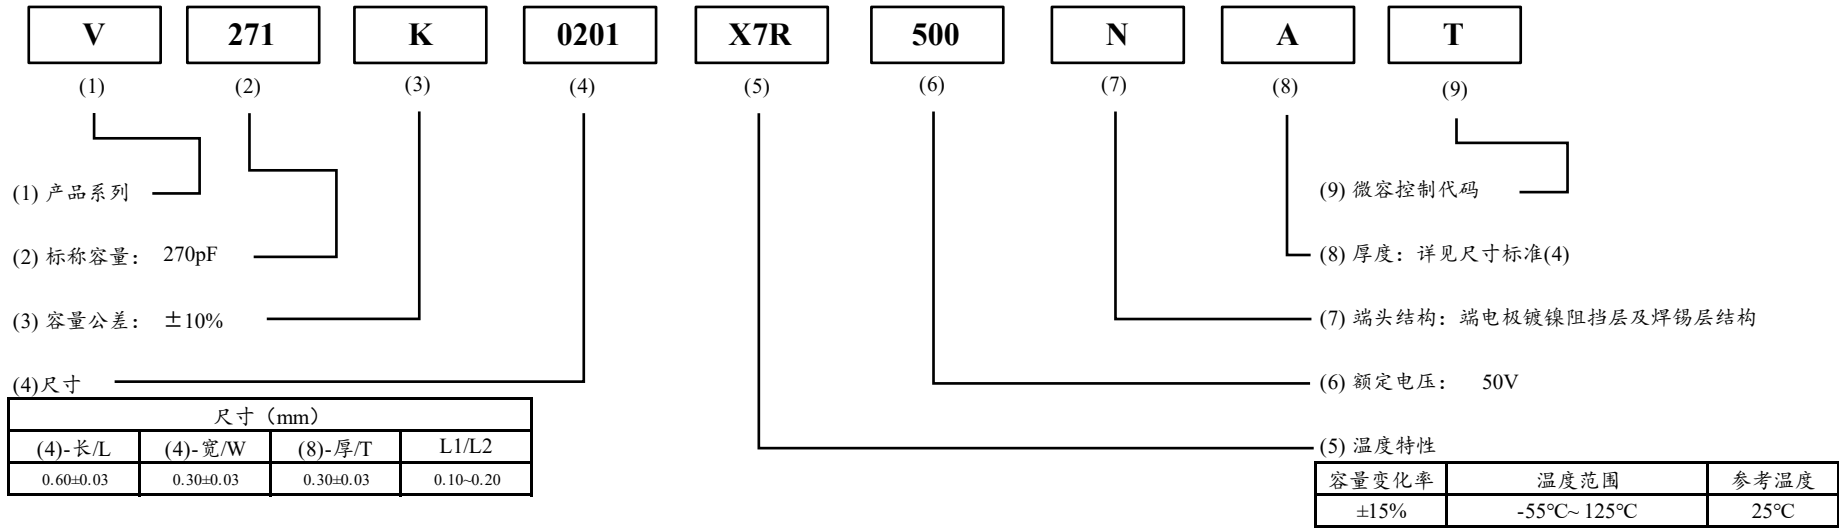 V 271 K 0201 X7R 500 N A T
(1) (2) (3) (4) (5) (6) (7) (8) (9)
(1) 产品系列
(9) 微容控制代码
(2) 标称容量： 270pF
(8) 厚度：详见尺寸标准(4)
(3) 容量公差： ±10%
(7) 端头结构：端电极镀镍阻挡层及焊锡层结构
(4)尺寸
(6) 额定电压： 50V
尺寸（mm）
(4)-长/L (4)-宽/W (8)-厚/T L1/L2
0.60±0.03 0.30±0.03 0.30±0.03 0.10~0.20
(5) 温度特性
容量变化率 温度范围 参考温度
±15% -55℃~ 125℃ 25℃